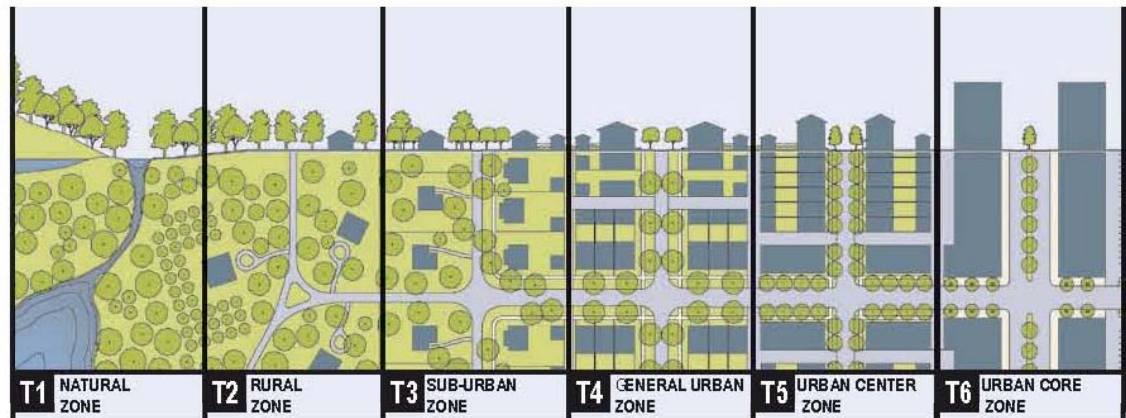 T1 NATURAL
ZONE
T2 RURAL
ZONE
T3 SUB-URBAN
ZONE
T4 GENERAL URBAN
ZONE
T5 URBAN CENTER
ZONE
T6 URBAN CORE
ZONE